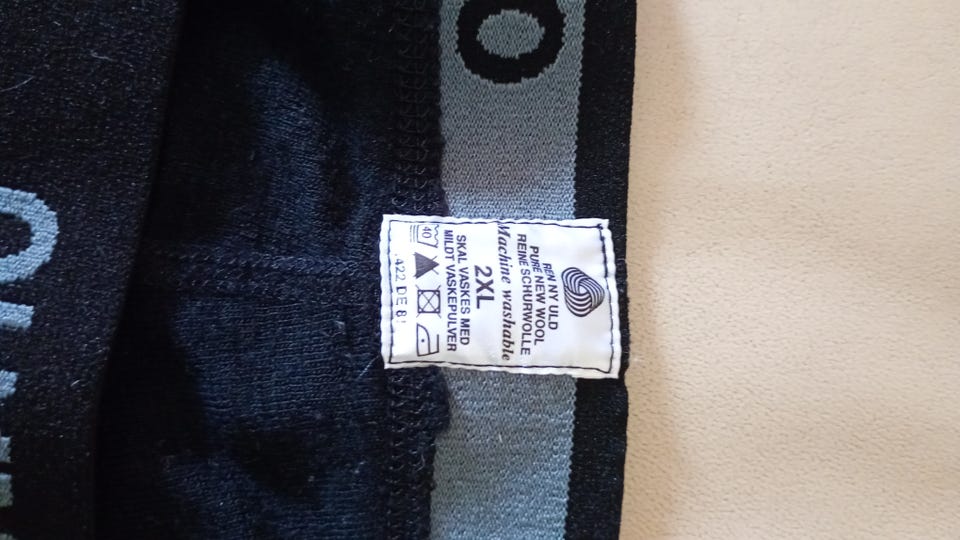 REN NY ULD
PURE NEW WOOL
REINE SCHURWOLLE
Machine washable
2XL
SKAL VASKES MED
MILDT VASKEPULVER
40
O